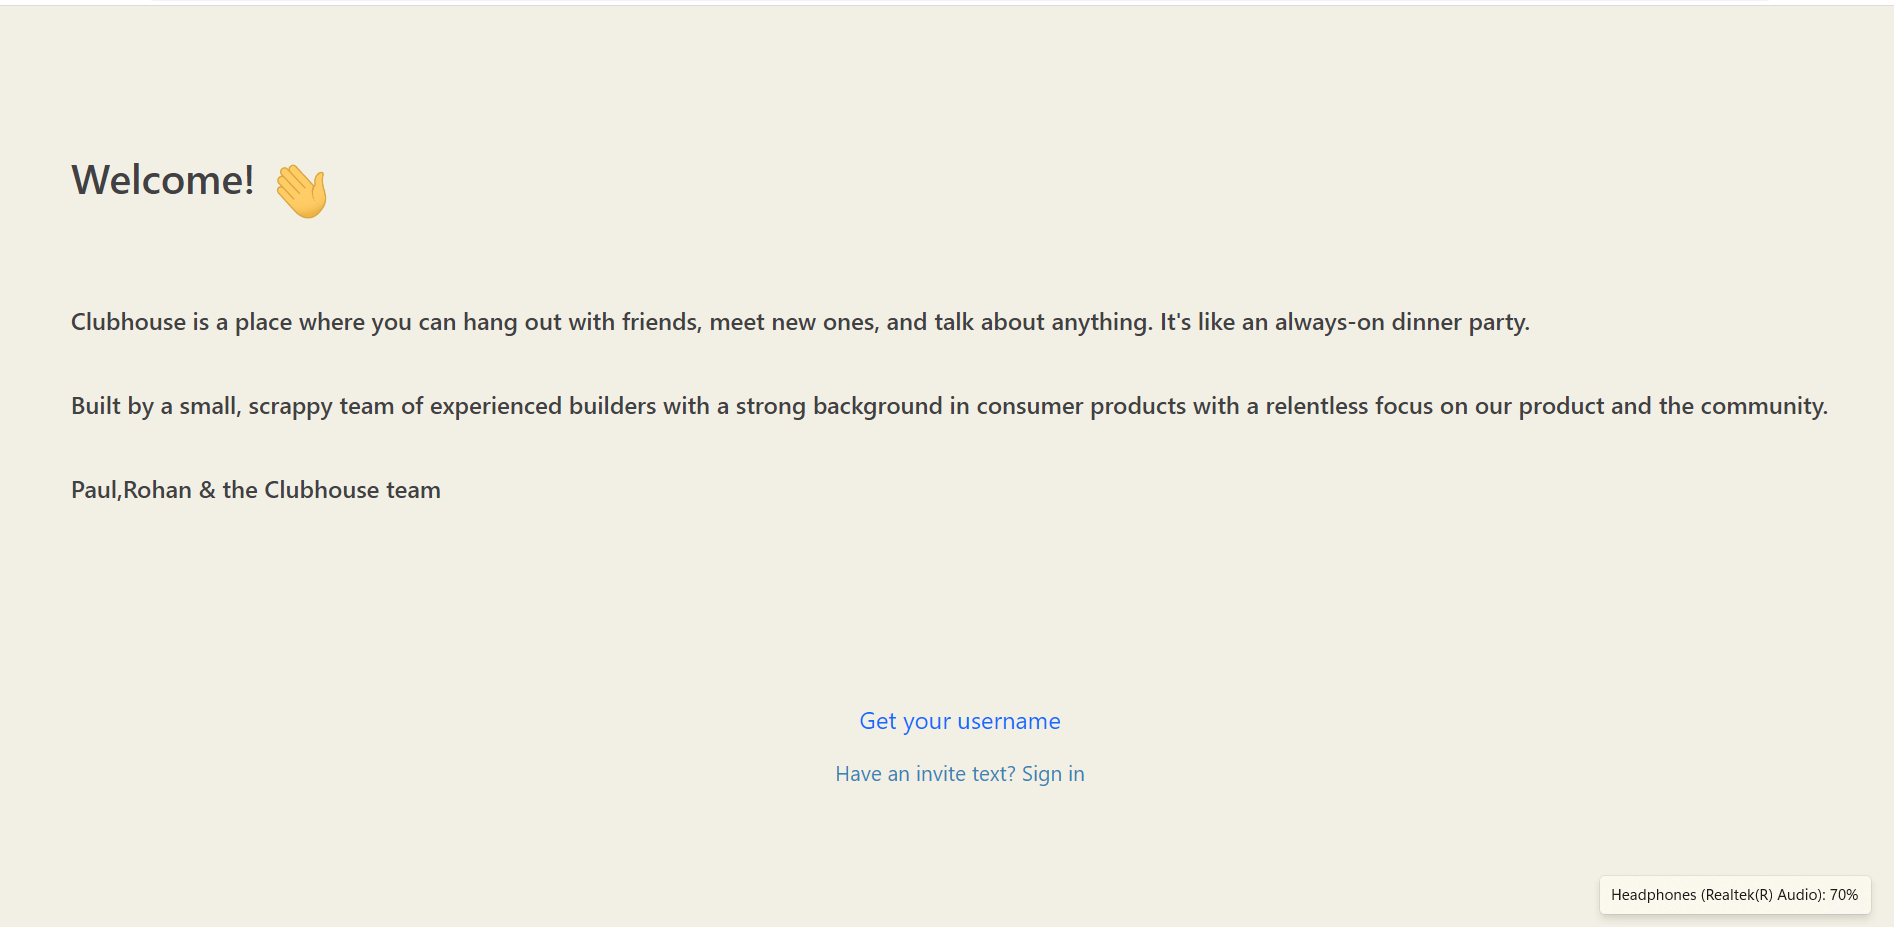 Welcome! 👋
Clubhouse is a place where you can hang out with friends, meet new ones, and talk about anything. It's like an always-on dinner party.
Built by a small, scrappy team of experienced builders with a strong background in consumer products with a relentless focus on our product and the community.
Paul,Rohan & the Clubhouse team
Get your username
Have an invite text? Sign in
Headphones (Realtek(R) Audio): 70%